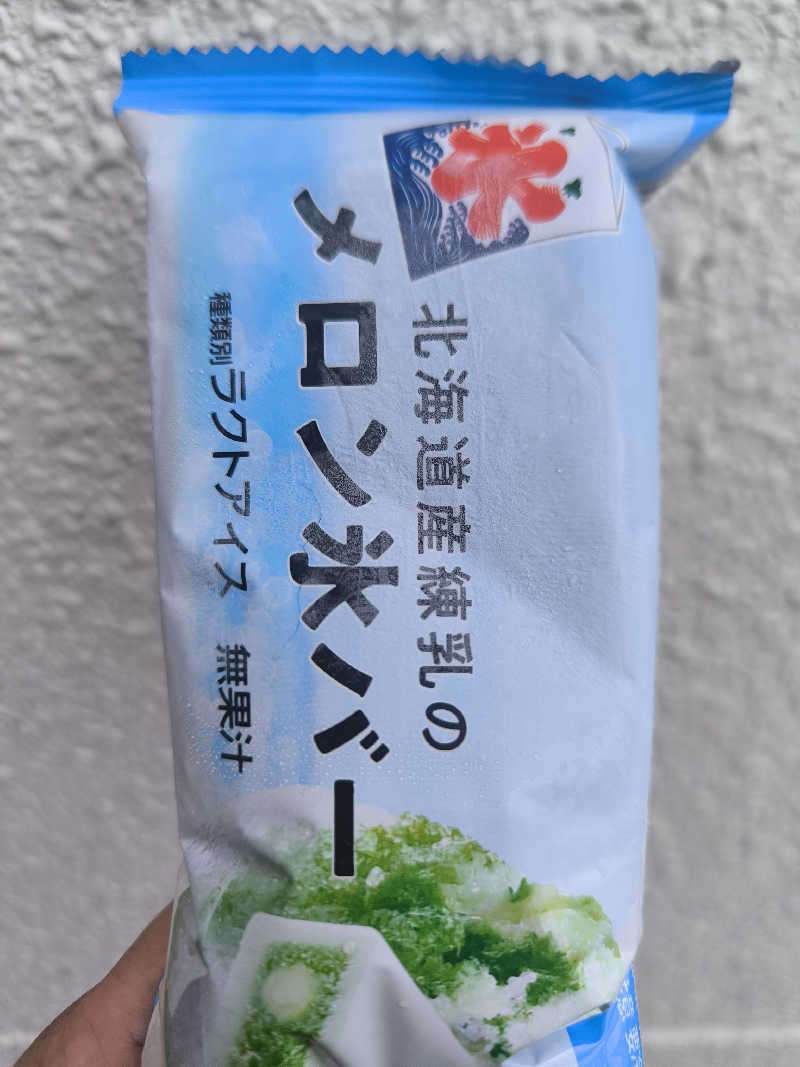 氷
北海道産練乳の
メロン氷バー
種類別 ラクトアイス 無果汁